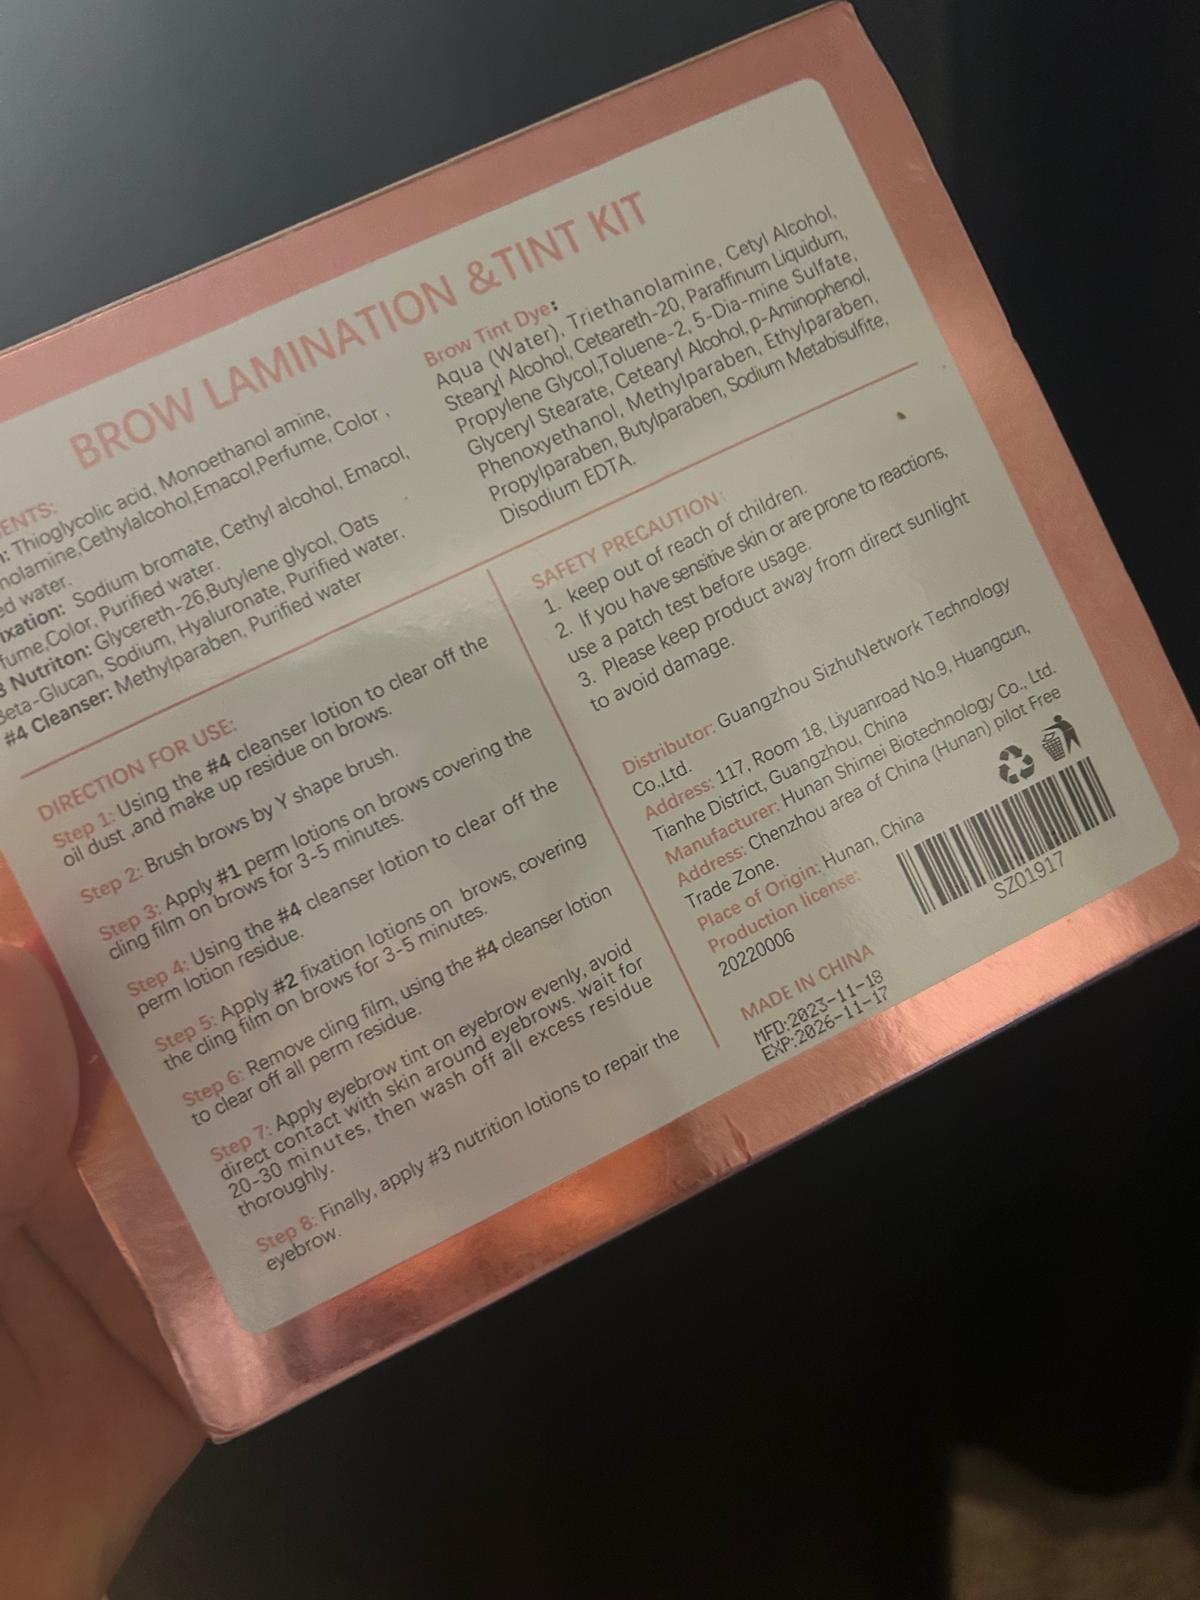 BROW LAMINATION &TINT KIT
ENTS:
Thioglycolic acid, Monoethanol amine,
nolamine,Cethylalcohol,Emacol,Perfume, Color ,
ed water.
ixation: Sodium bromate, Cethyl alcohol, Emacol,
fume,Color, Purified water.
3 Nutriton: Glycereth-26,Butylene glycol, Oats
Beta-Glucan, Sodium, Hyaluronate, Purified water.
#4 Cleanser: Methylparaben, Purified water
Brow Tint Dye:
Aqua (Water), Triethanolamine, Cetyl Alcohol,
Stearyl Alcohol, Ceteareth-20, Paraffinum Liquidum,
Propylene Glycol,Toluene-2, 5-Dia-mine Sulfate,
Glyceryl Stearate, Cetearyl Alcohol, p-Aminophenol,
Phenoxyethanol, Methylparaben, Ethylparaben,
Propylparaben, Butylparaben, Sodium Metabisulfite,
Disodium EDTA.
DIRECTION FOR USE:
Step 1: Using the #4 cleanser lotion to clear off the
oil dust ,and make up residue on brows.
Step 2: Brush brows by Y shape brush.
Step 3: Apply #1 perm lotions on brows covering the
cling film on brows for 3-5 minutes.
Step 4: Using the #4 cleanser lotion to clear off the
perm lotion residue.
Step 5: Apply #2 fixation lotions on brows, covering
the cling film on brows for 3-5 minutes.
Step 6: Remove cling film, using the #4 cleanser lotion
to clear off all perm residue.
Step 7: Apply eyebrow tint on eyebrow evenly, avoid
direct contact with skin around eyebrows. wait for
20-30 minutes, then wash off all excess residue
thoroughly.
Step 8: Finally, apply #3 nutrition lotions to repair the
eyebrow.
SAFETY PRECAUTION:
1. keep out of reach of children.
2. If you have sensitive skin or are prone to reactions,
use a patch test before usage.
3. Please keep product away from direct sunlight
to avoid damage.
Distributor: Guangzhou SizhuNetwork Technology
Co.,Ltd.
Address: 117, Room 18, Liyuanroad No.9, Huangcun,
Tianhe District, Guangzhou, China
Manufacturer: Hunan Shimei Biotechnology Co., Ltd.
Address: Chenzhou area of China (Hunan) pilot Free
Trade Zone.
Place of Origin: Hunan, China
Production license:
20220006
SZ01917
MADE IN CHINA
MFD:2023-11-18
EXP:2026-11-17